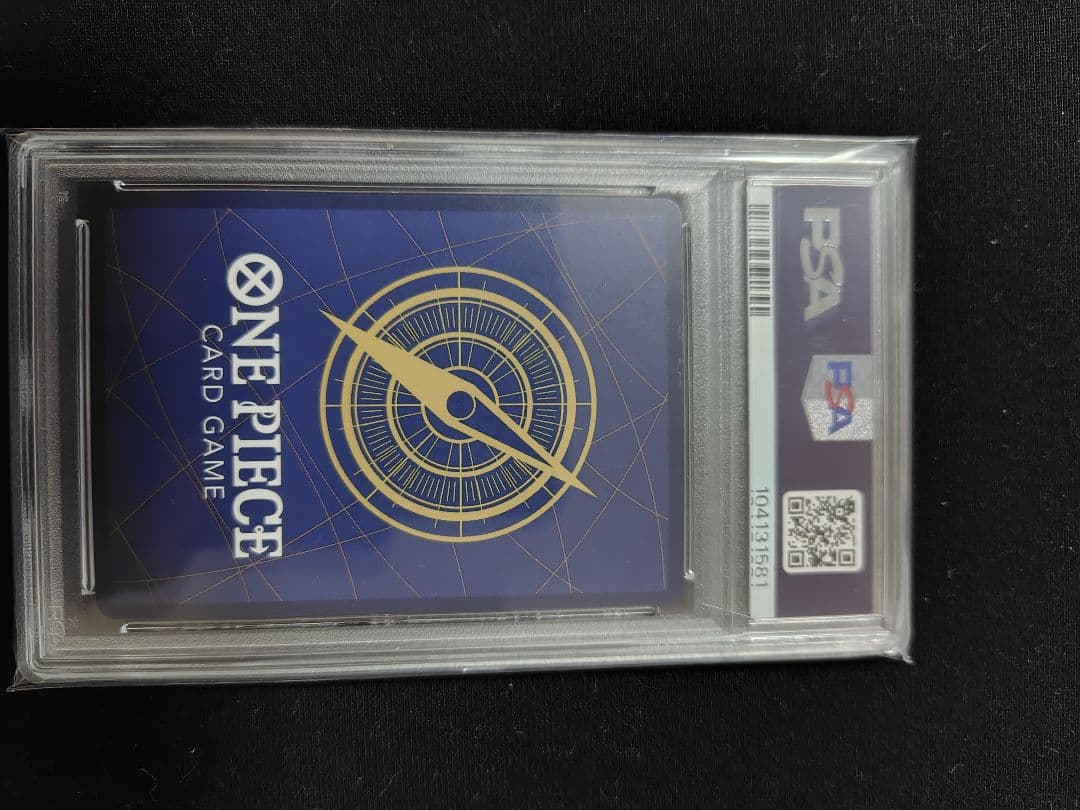 PSA
PSA
104131581
ONE PIECE
CARD GAME